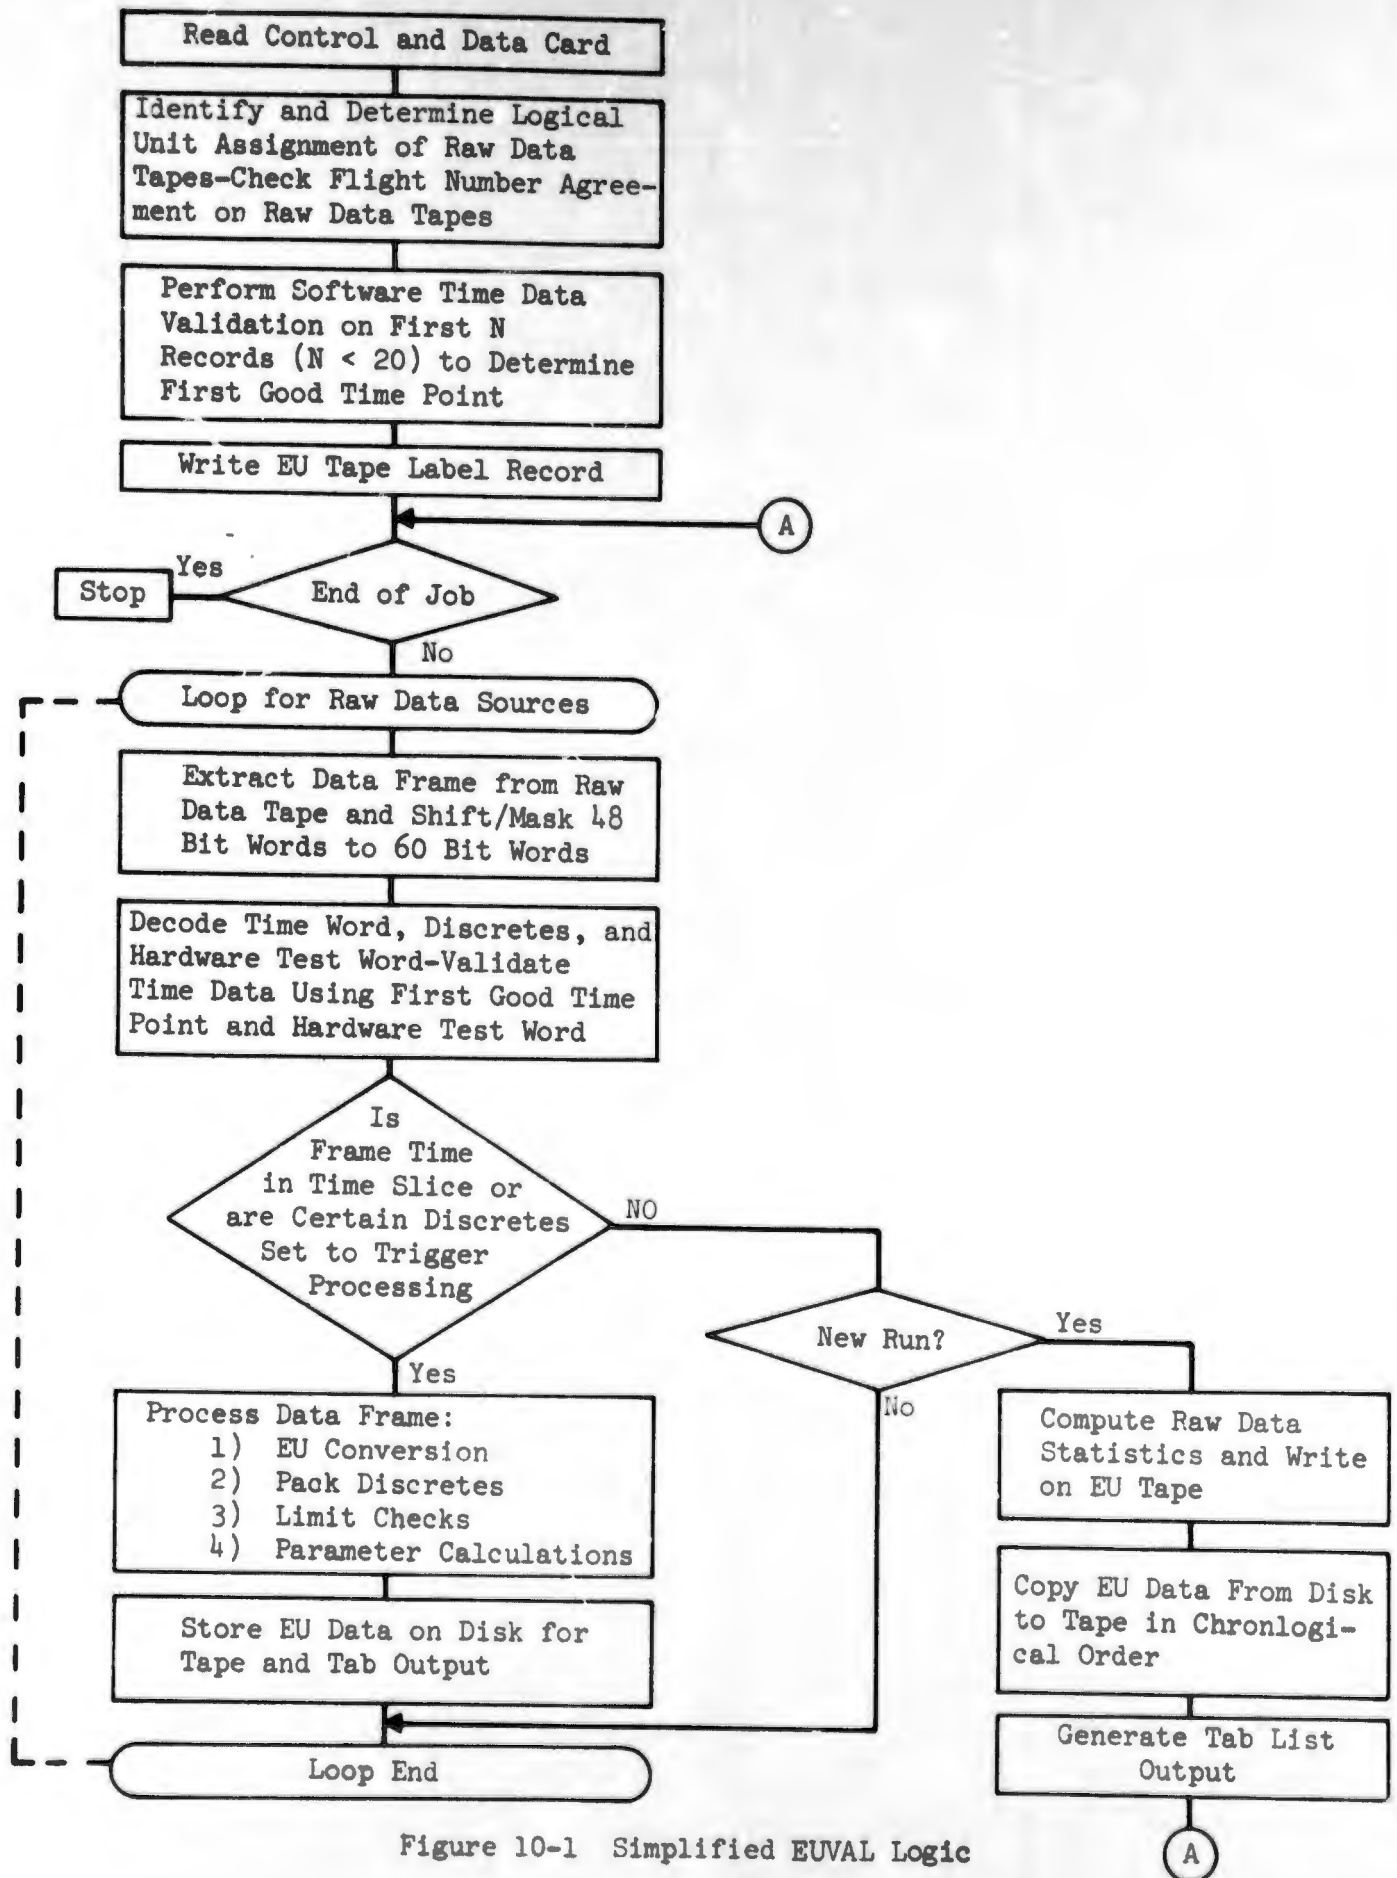 Read Control and Data Card
Identify and Determine Logical
Unit Assignment of Raw Data
Tapes-Check Flight Number Agree-
ment on Raw Data Tapes
Perform Software Time Data
Validation on First N
Records (N < 20) to Determine
First Good Time Point
Write EU Tape Label Record
A
Yes
Stop
End of Job
No
Loop for Raw Data Sources
Extract Data Frame from Raw
Data Tape and Shift/Mask 48
Bit Words to 60 Bit Words
Decode Time Word, Discretes, and
Hardware Test Word-Validate
Time Data Using First Good Time
Point and Hardware Test Word
Is
Frame Time
in Time Slice or
are Certain Discretes
Set to Trigger
Processing
NO
Yes
New Run?
Yes
No
Process Data Frame:
1) EU Conversion
2) Pack Discretes
3) Limit Checks
4) Parameter Calculations
Store EU Data on Disk for
Tape and Tab Output
Loop End
Compute Raw Data
Statistics and Write
on EU Tape
Copy EU Data From Disk
to Tape in Chronlogi-
cal Order
Generate Tab List
Output
A
Figure 10-1 Simplified EUVAL Logic